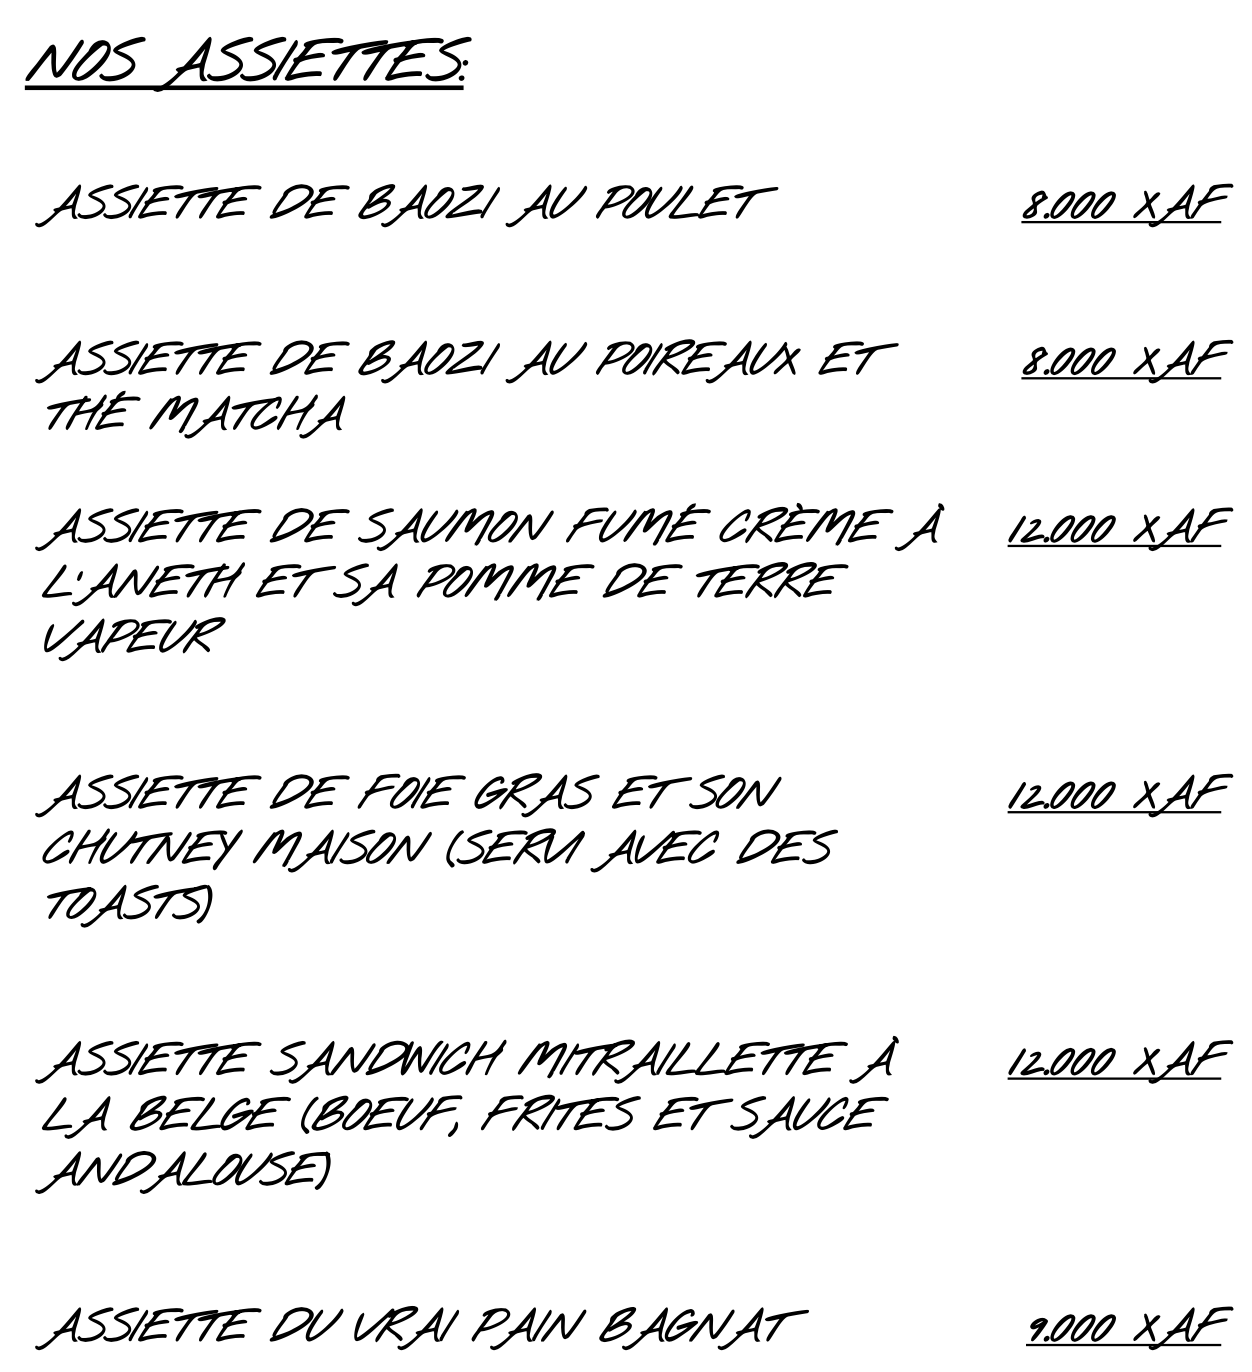 NOS ASSIETTES:
ASSIETTE DE BAOZI AU POULET 8.000 XAF
ASSIETTE DE BAOZI AU POIREAUX ET 8.000 XAF
THÉ MATCHA
ASSIETTE DE SAUMON FUMÉ CRÈME À 12.000 XAF
L'ANETH ET SA POMME DE TERRE
VAPEUR
ASSIETTE DE FOIE GRAS ET SON 12.000 XAF
CHUTNEY MAISON (SERVI AVEC DES
TOASTS)
ASSIETTE SANDWICH MITRAILLETTE À 12.000 XAF
LA BELGE (BOEUF, FRITES ET SAUCE
ANDALOUSE)
ASSIETTE DU VRAI PAIN BAGNAT 9.000 XAF